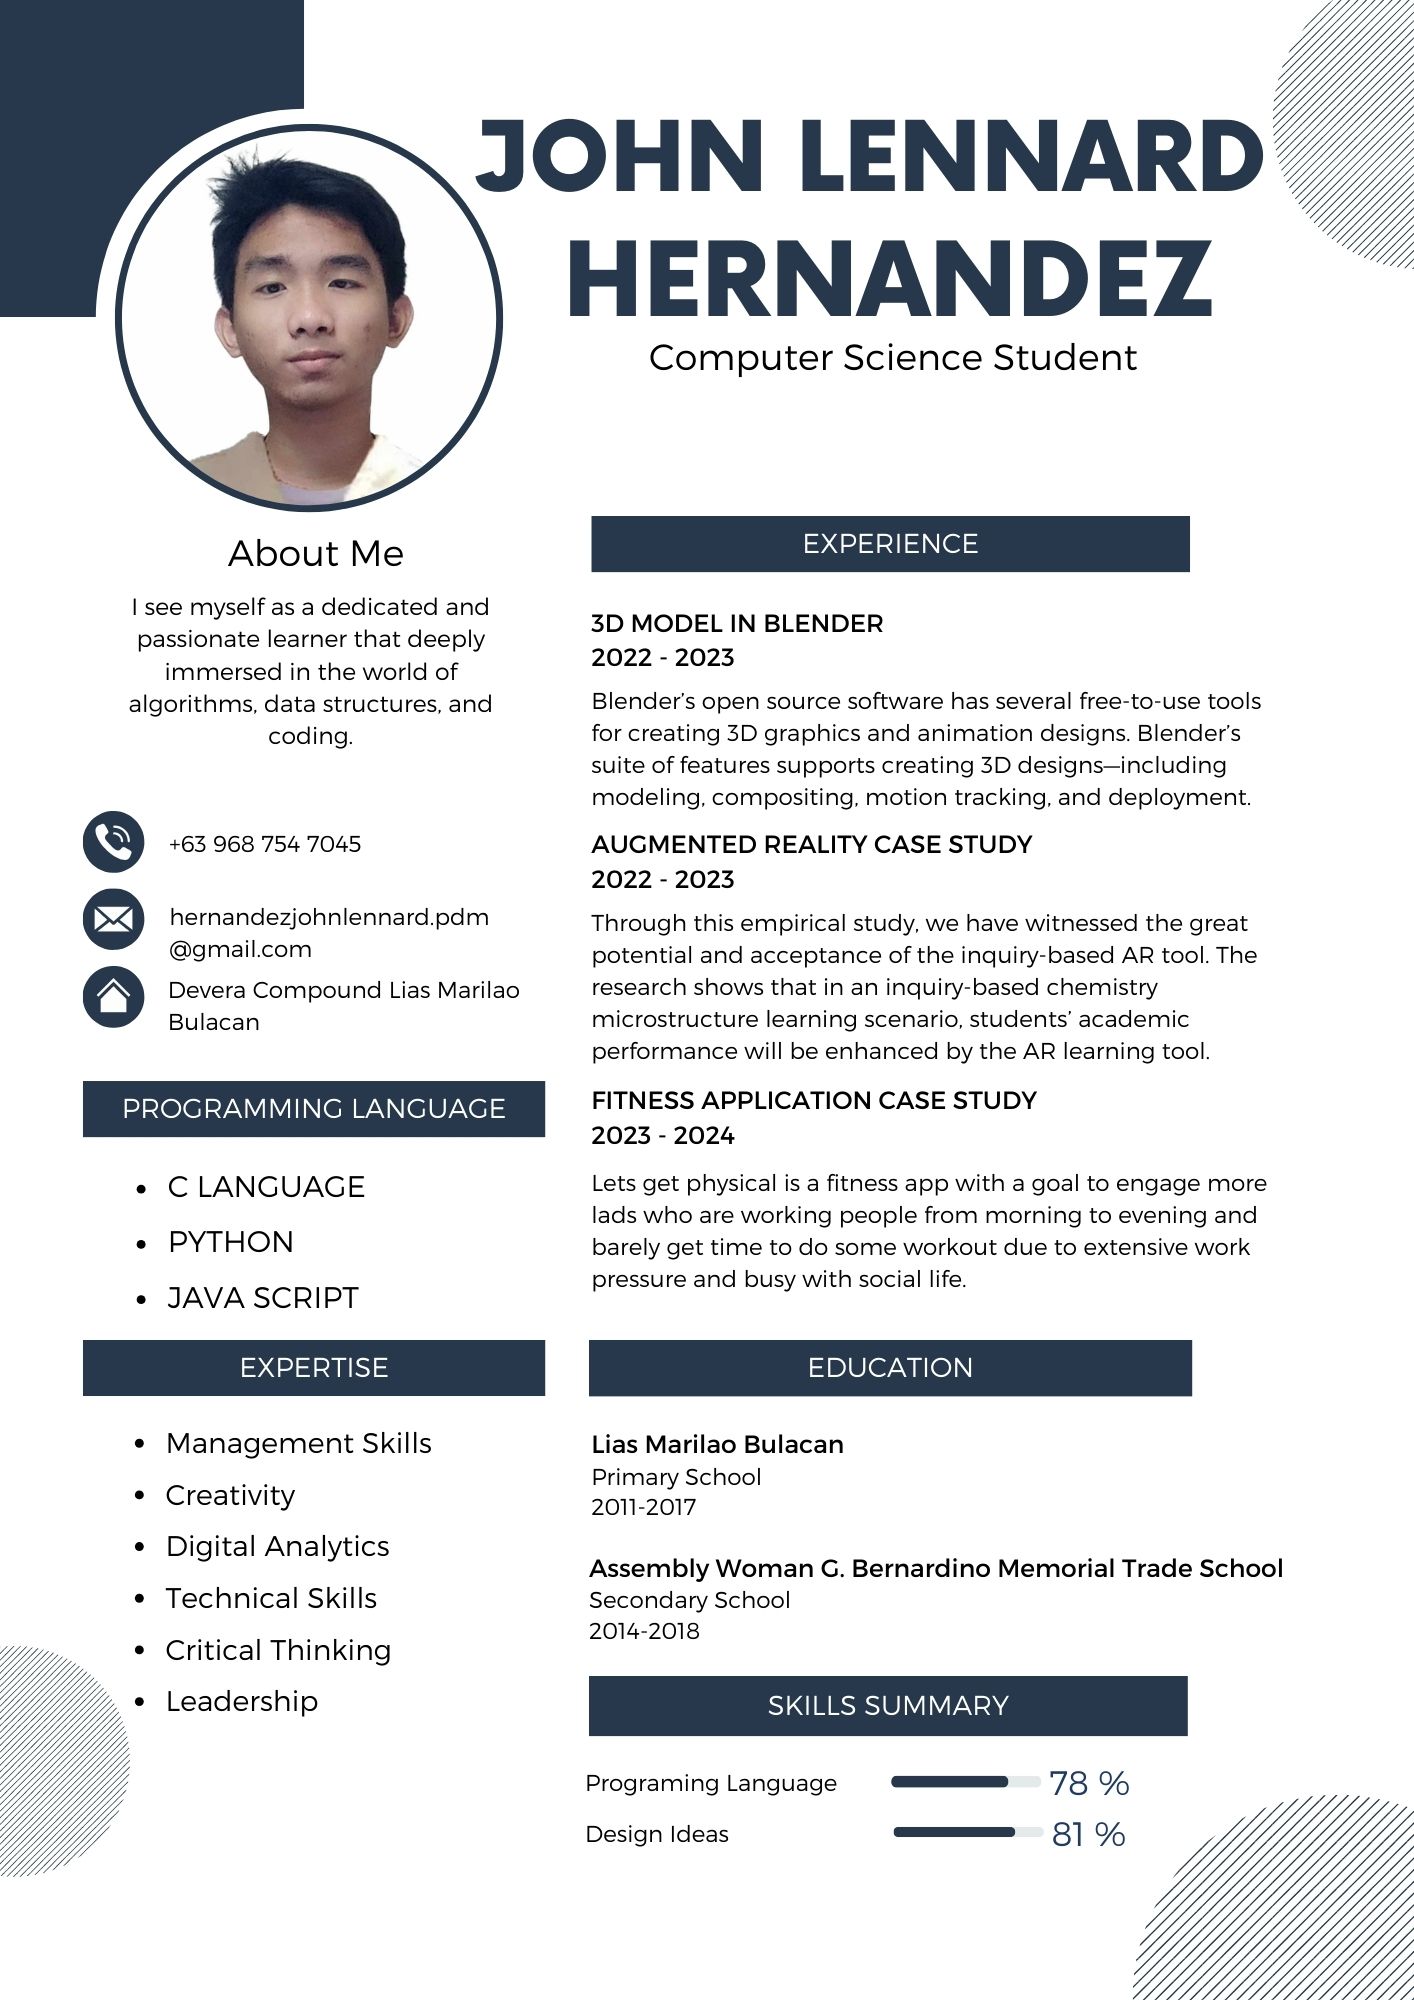 JOHN LENNARD
HERNANDEZ
Computer Science Student
About Me
I see myself as a dedicated and
passionate learner that deeply
immersed in the world of
algorithms, data structures, and
coding.
+63 968 754 7045
hernandezjohnlennard.pdm
@gmail.com
Devera Compound Lias Marilao
Bulacan
PROGRAMMING LANGUAGE
• C LANGUAGE
• PYTHON
• JAVA SCRIPT
EXPERTISE
• Management Skills
• Creativity
• Digital Analytics
• Technical Skills
• Critical Thinking
• Leadership
EXPERIENCE
3D MODEL IN BLENDER
2022 - 2023
Blender’s open source software has several free-to-use tools
for creating 3D graphics and animation designs. Blender’s
suite of features supports creating 3D designs—including
modeling, compositing, motion tracking, and deployment.
AUGMENTED REALITY CASE STUDY
2022 - 2023
Through this empirical study, we have witnessed the great
potential and acceptance of the inquiry-based AR tool. The
research shows that in an inquiry-based chemistry
microstructure learning scenario, students’ academic
performance will be enhanced by the AR learning tool.
FITNESS APPLICATION CASE STUDY
2023 - 2024
Lets get physical is a fitness app with a goal to engage more
lads who are working people from morning to evening and
barely get time to do some workout due to extensive work
pressure and busy with social life.
EDUCATION
Lias Marilao Bulacan
Primary School
2011-2017
Assembly Woman G. Bernardino Memorial Trade School
Secondary School
2014-2018
SKILLS SUMMARY
Programing Language 78 %
Design Ideas 81 %